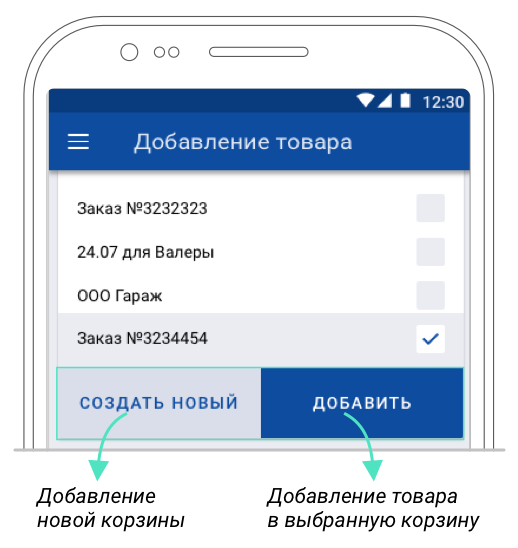 12:30
Добавление товара
Заказ №3232323
24.07 для Валеры
ООО Гараж
Заказ №3234454
СОЗДАТЬ НОВЫЙ ДОБАВИТЬ
Добавление
новой корзины
Добавление товара
в выбранную корзину